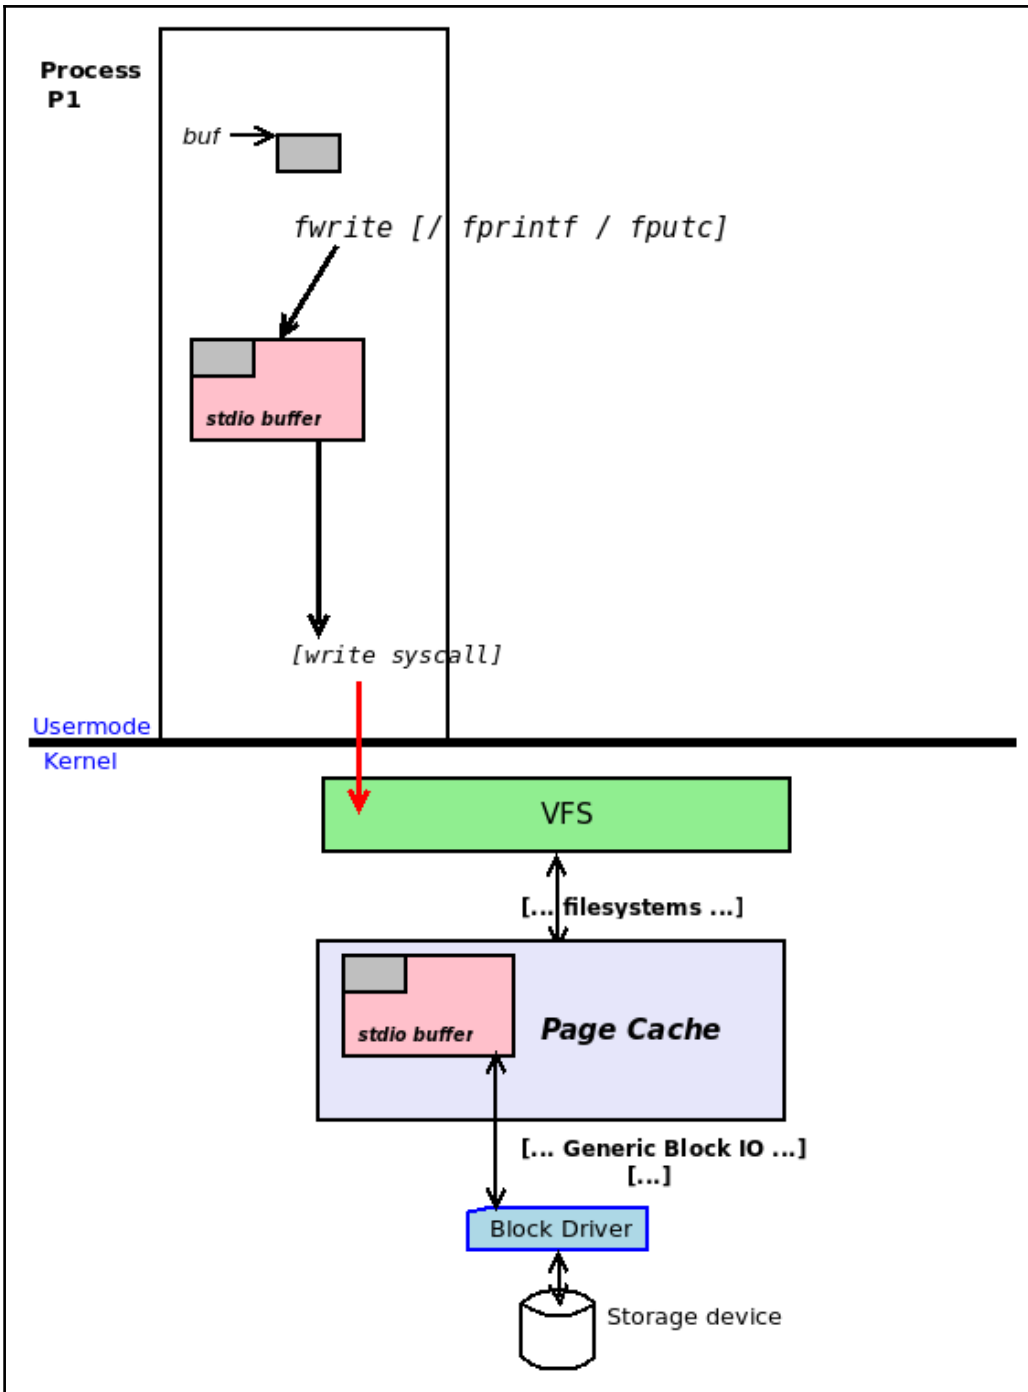 Process
P1
buf
fwrite [/ fprintf / fputc]
stdio buffer
[write syscall]
Usermode
Kernel
VFS
[... filesystems ...]
stdio buffer
Page Cache
[... Generic Block IO ...]
[...]
Block Driver
Storage device